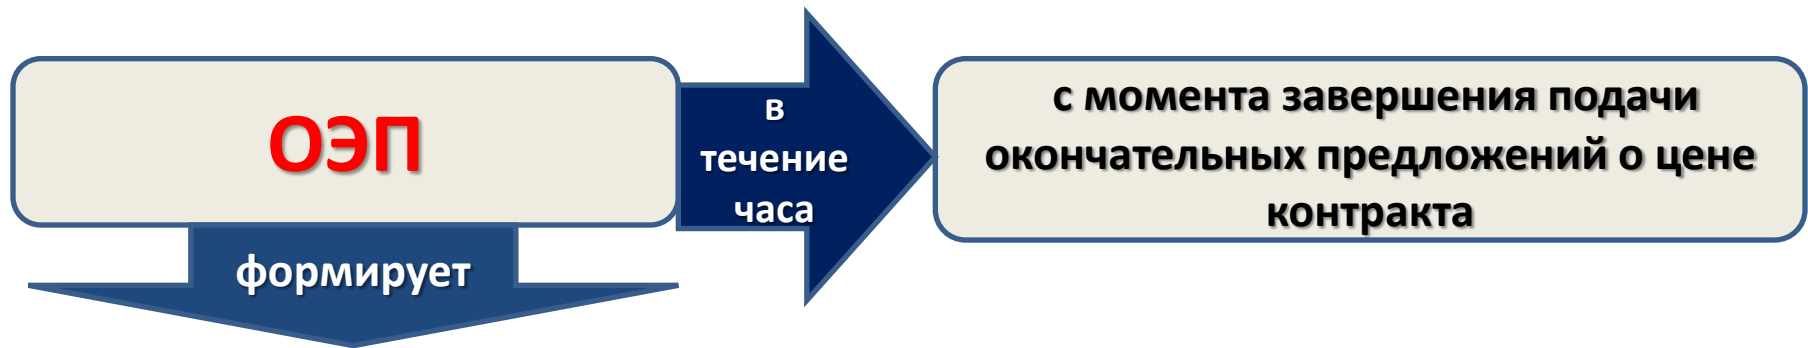 ОЭП
в
течение
часа
с момента завершения подачи
окончательных предложений о цене
контракта
формирует